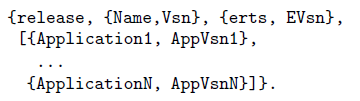 {release, {Name,Vsn}, {erts, EVsn},
[{Application1, AppVsn1},
...
{ApplicationN, AppVsnN}]}.